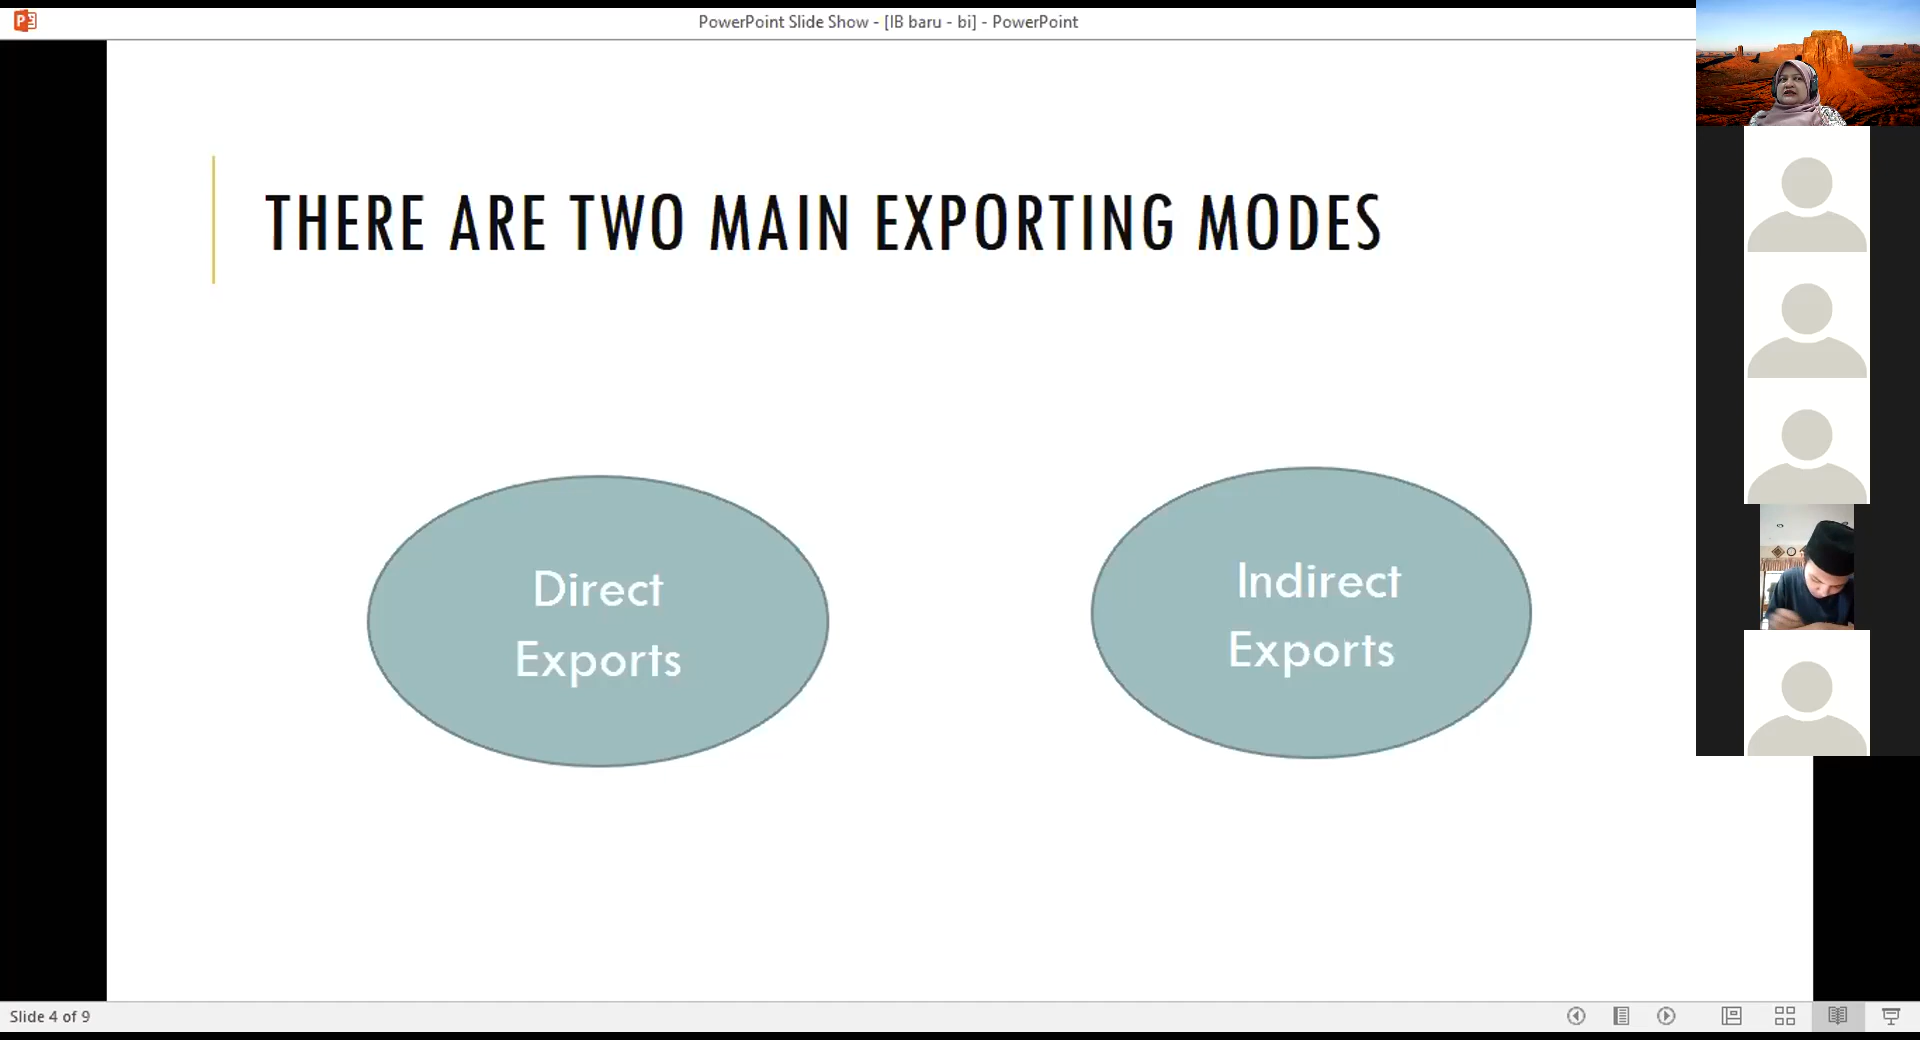 PowerPoint Slide Show - [IB baru - bi] - PowerPoint
THERE ARE TWO MAIN EXPORTING MODES
Direct
Exports
Indirect
Exports
Slide 4 of 9